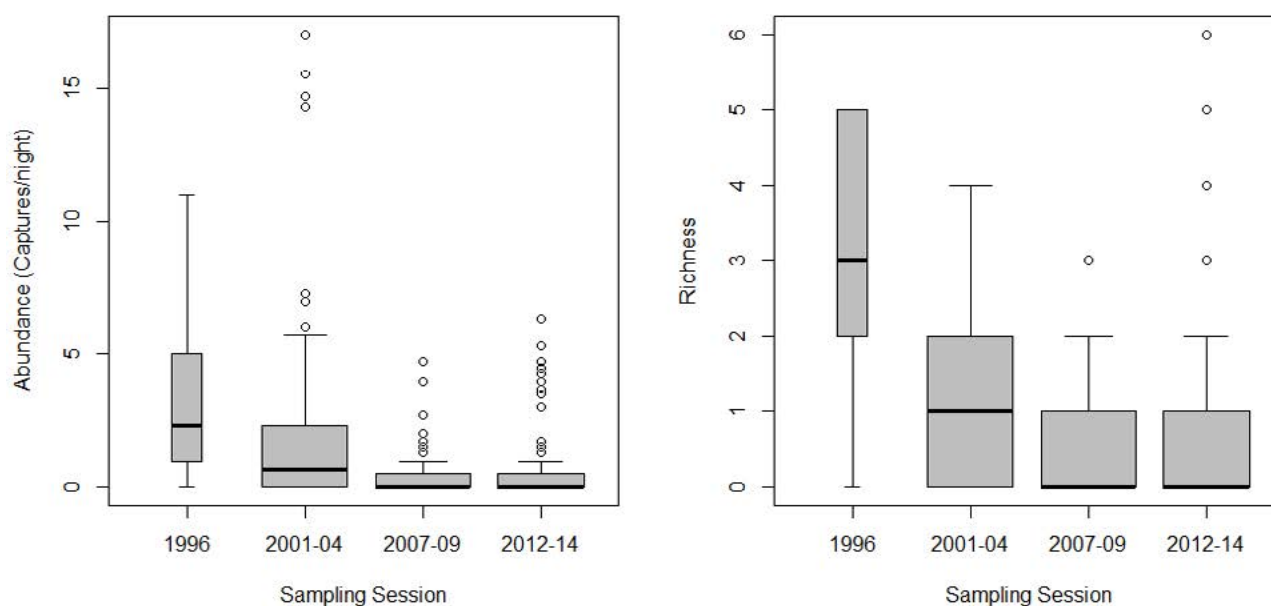 Abundance (Captures/night)
15
10
5
0
1996 2001-04 2007-09 2012-14
Sampling Session
Richness
6
5
4
3
2
1
0
1996 2001-04 2007-09 2012-14
Sampling Session